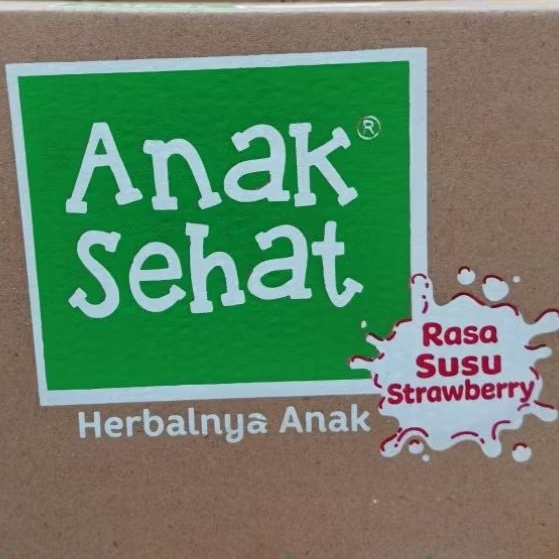 Anak®
Sehat
Herbalnya Anak
Rasa
Susu
Strawberry